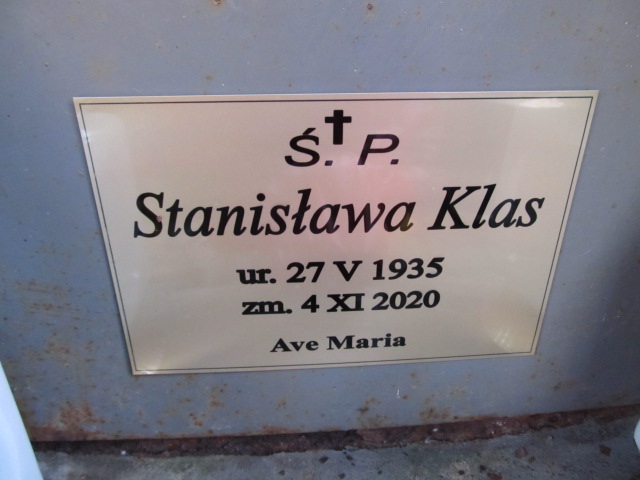 Ś.✝P.
Stanisława Klas
ur. 27 V 1935
zm. 4 XI 2020
Ave Maria